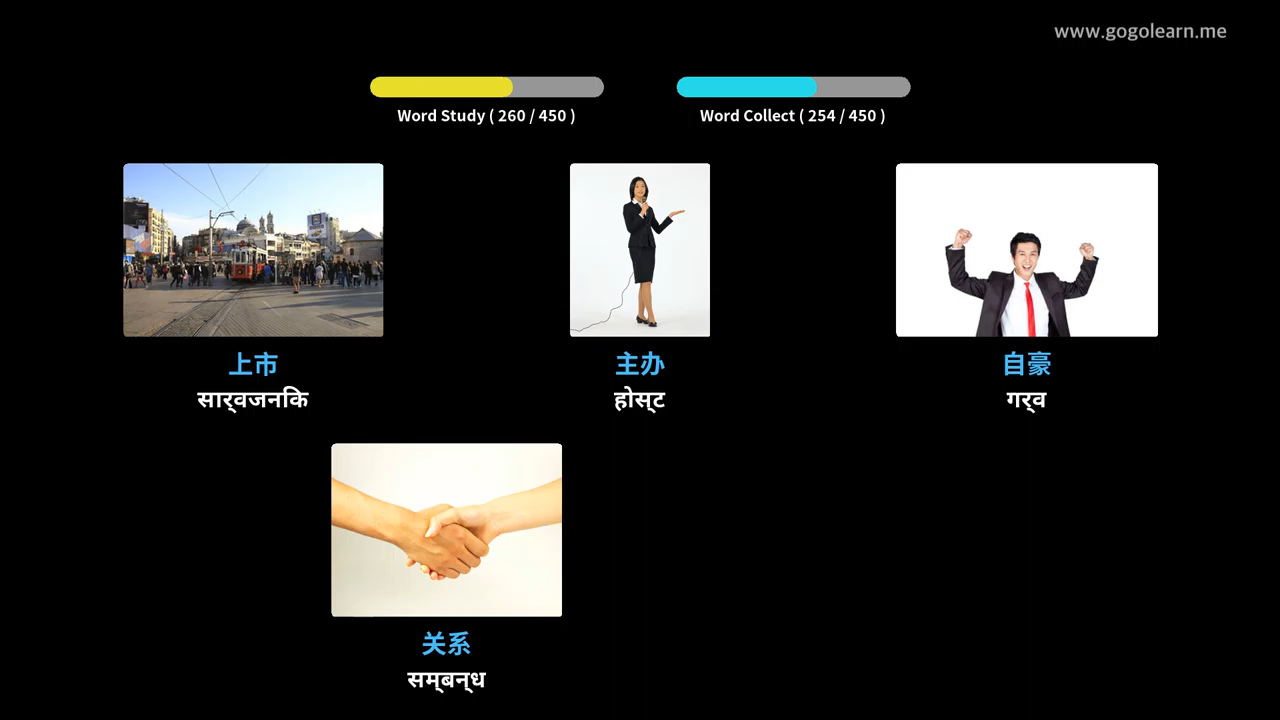 www.gogolearn.me
Word Study ( 260 / 450 )
Word Collect ( 254 / 450 )
上市
सार्वजनिक
主办
होस्ट
自豪
गर्व
关系
सम्बन्ध